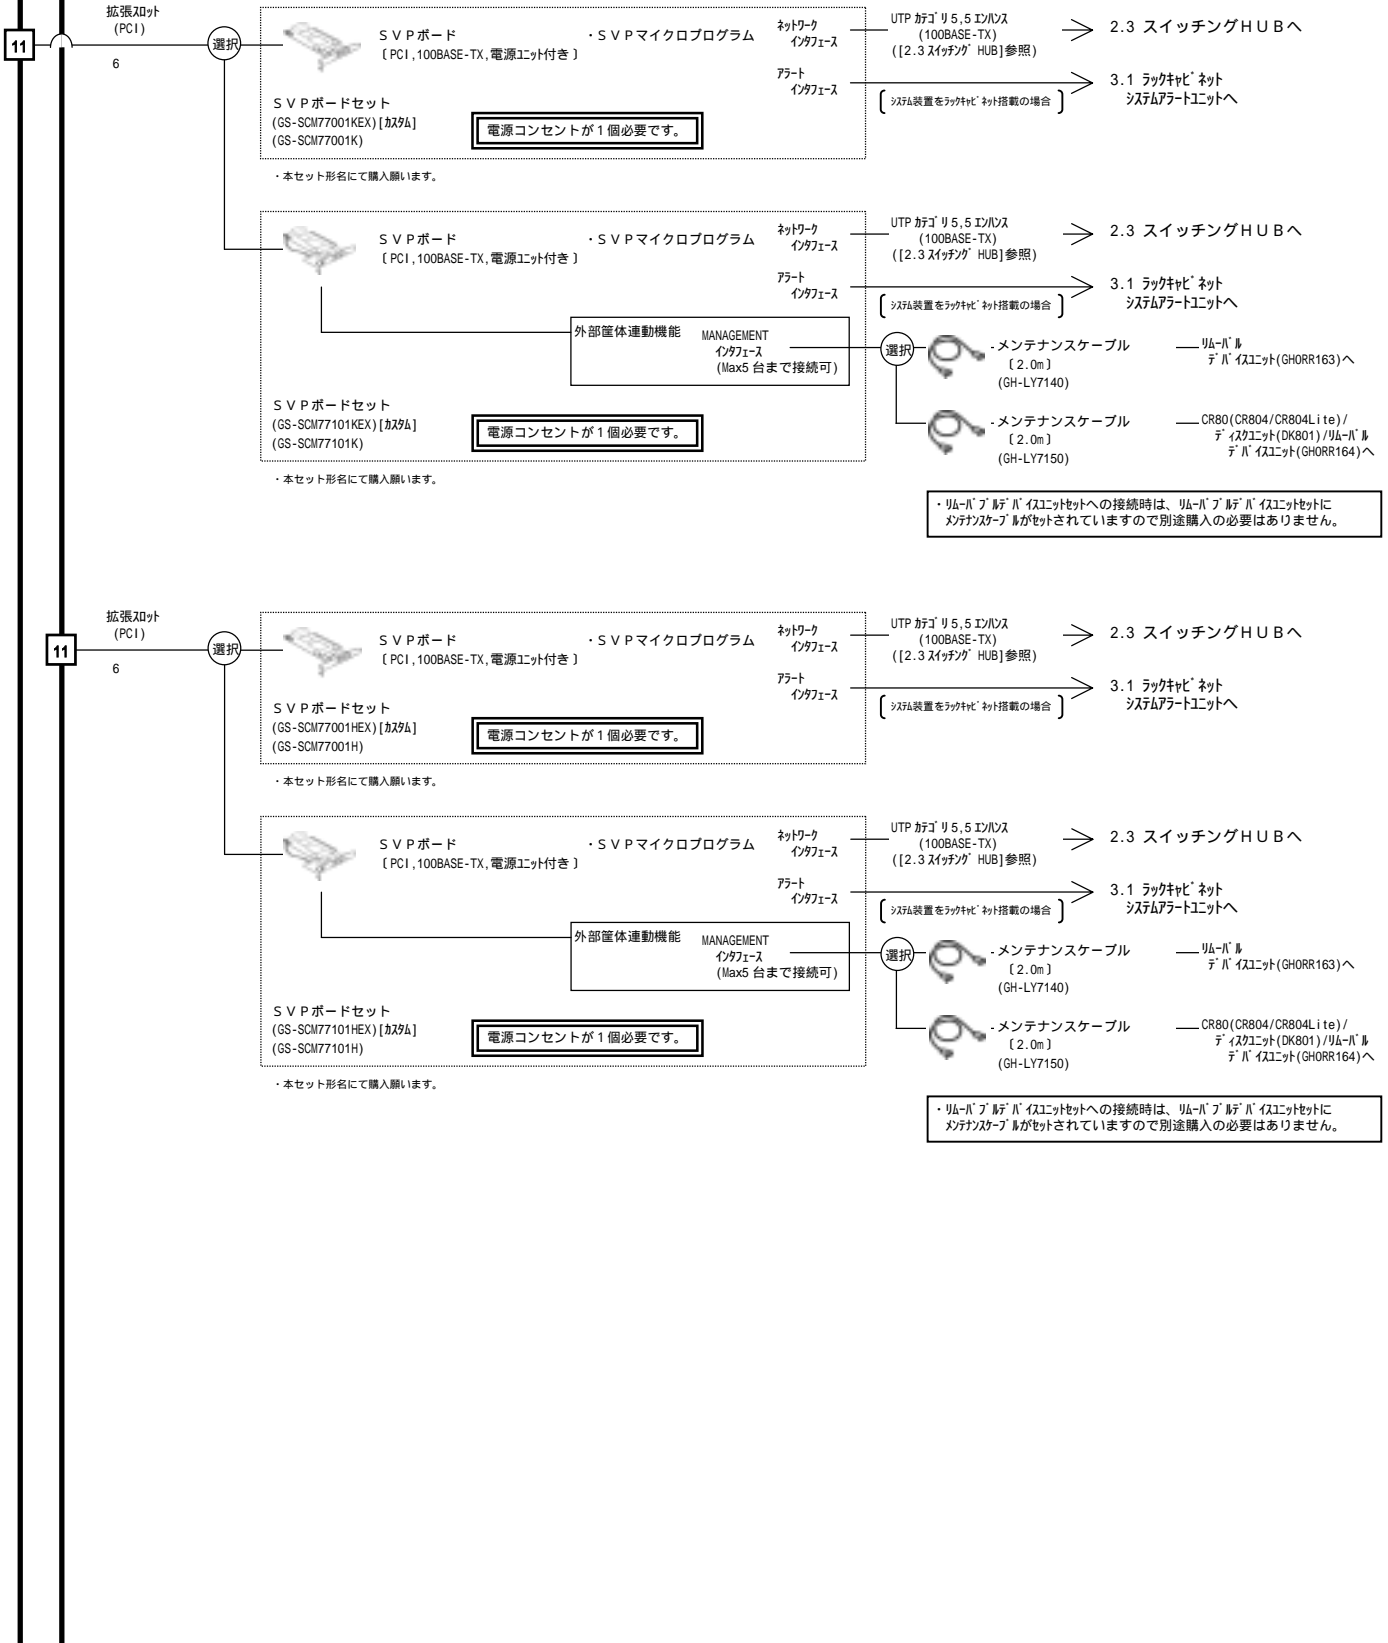 拡張ｽﾛｯﾄ
(PCI)
11
6
選択
ＳＶＰボード
・ＳＶＰマイクロプログラム
〔PCI,100BASE-TX,電源ﾕﾆｯﾄ付き〕
ﾈｯﾄﾜｰｸ
ｲﾝﾀﾌｪｰｽ
UTP ｶﾃｺﾞﾘ 5,5 ｴﾝﾊﾝｽ
(100BASE-TX)
([2.3 ｽｲｯﾁﾝｸﾞ HUB]参照)
2.3 スイッチングＨＵＢへ
ｱﾗｰﾄ
ｲﾝﾀﾌｪｰｽ
ｼｽﾃﾑ装置をﾗｯｸｷｬﾋﾞﾈｯﾄ搭載の場合
3.1 ﾗｯｸｷｬﾋﾞﾈｯﾄ
ｼｽﾃﾑｱﾗｰﾄﾕﾆｯﾄへ
ＳＶＰボードセット
(GS-SCM77001KEX)[ｶｽﾀﾑ]
(GS-SCM77001K)
電源コンセントが１個必要です。
・本セット形名にて購入願います。
ＳＶＰボード
・ＳＶＰマイクロプログラム
〔PCI,100BASE-TX,電源ﾕﾆｯﾄ付き〕
ﾈｯﾄﾜｰｸ
ｲﾝﾀﾌｪｰｽ
UTP ｶﾃｺﾞﾘ 5,5 ｴﾝﾊﾝｽ
(100BASE-TX)
([2.3 ｽｲｯﾁﾝｸﾞ HUB]参照)
2.3 スイッチングＨＵＢへ
ｱﾗｰﾄ
ｲﾝﾀﾌｪｰｽ
ｼｽﾃﾑ装置をﾗｯｸｷｬﾋﾞﾈｯﾄ搭載の場合
3.1 ﾗｯｸｷｬﾋﾞﾈｯﾄ
ｼｽﾃﾑｱﾗｰﾄﾕﾆｯﾄへ
外部筐体連動機能
MANAGEMENT
ｲﾝﾀﾌｪｰｽ
(Max5 台まで接続可)
選択
メンテナンスケーブル
〔2.0m〕
(GH-LY7140)
ﾘﾑｰﾊﾞﾙ
ﾃﾞﾊﾞｲｽﾕﾆｯﾄ(GH0RR163)へ
メンテナンスケーブル
〔2.0m〕
(GH-LY7150)
CR80(CR804/CR804Lite)/
ﾃﾞｨｽｸﾕﾆｯﾄ(DK801)/ﾘﾑｰﾊﾞﾙ
ﾃﾞﾊﾞｲｽﾕﾆｯﾄ(GH0RR164)へ
ＳＶＰボードセット
(GS-SCM77101KEX)[ｶｽﾀﾑ]
(GS-SCM77101K)
電源コンセントが１個必要です。
・本セット形名にて購入願います。
・ﾘﾑｰﾊﾞﾌﾞﾙﾃﾞﾊﾞｲｽﾕﾆｯﾄｾｯﾄへの接続時は、ﾘﾑｰﾊﾞﾌﾞﾙﾃﾞﾊﾞｲｽﾕﾆｯﾄｾｯﾄに
ﾒﾝﾃﾅﾝｽｹｰﾌﾞﾙがｾｯﾄされていますので別途購入の必要はありません。
拡張ｽﾛｯﾄ
(PCI)
11
6
選択
ＳＶＰボード
・ＳＶＰマイクロプログラム
〔PCI,100BASE-TX,電源ﾕﾆｯﾄ付き〕
ﾈｯﾄﾜｰｸ
ｲﾝﾀﾌｪｰｽ
UTP ｶﾃｺﾞﾘ 5,5 ｴﾝﾊﾝｽ
(100BASE-TX)
([2.3 ｽｲｯﾁﾝｸﾞ HUB]参照)
2.3 スイッチングＨＵＢへ
ｱﾗｰﾄ
ｲﾝﾀﾌｪｰｽ
ｼｽﾃﾑ装置をﾗｯｸｷｬﾋﾞﾈｯﾄ搭載の場合
3.1 ﾗｯｸｷｬﾋﾞﾈｯﾄ
ｼｽﾃﾑｱﾗｰﾄﾕﾆｯﾄへ
ＳＶＰボードセット
(GS-SCM77001HEX)[ｶｽﾀﾑ]
(GS-SCM77001H)
電源コンセントが１個必要です。
・本セット形名にて購入願います。
ＳＶＰボード
・ＳＶＰマイクロプログラム
〔PCI,100BASE-TX,電源ﾕﾆｯﾄ付き〕
ﾈｯﾄﾜｰｸ
ｲﾝﾀﾌｪｰｽ
UTP ｶﾃｺﾞﾘ 5,5 ｴﾝﾊﾝｽ
(100BASE-TX)
([2.3 ｽｲｯﾁﾝｸﾞ HUB]参照)
2.3 スイッチングＨＵＢへ
ｱﾗｰﾄ
ｲﾝﾀﾌｪｰｽ
ｼｽﾃﾑ装置をﾗｯｸｷｬﾋﾞﾈｯﾄ搭載の場合
3.1 ﾗｯｸｷｬﾋﾞﾈｯﾄ
ｼｽﾃﾑｱﾗｰﾄﾕﾆｯﾄへ
外部筐体連動機能
MANAGEMENT
ｲﾝﾀﾌｪｰｽ
(Max5 台まで接続可)
選択
メンテナンスケーブル
〔2.0m〕
(GH-LY7140)
ﾘﾑｰﾊﾞﾙ
ﾃﾞﾊﾞｲｽﾕﾆｯﾄ(GH0RR163)へ
メンテナンスケーブル
〔2.0m〕
(GH-LY7150)
CR80(CR804/CR804Lite)/
ﾃﾞｨｽｸﾕﾆｯﾄ(DK801)/ﾘﾑｰﾊﾞﾙ
ﾃﾞﾊﾞｲｽﾕﾆｯﾄ(GH0RR164)へ
ＳＶＰボードセット
(GS-SCM77101HEX)[ｶｽﾀﾑ]
(GS-SCM77101H)
電源コンセントが１個必要です。
・本セット形名にて購入願います。
・ﾘﾑｰﾊﾞﾌﾞﾙﾃﾞﾊﾞｲｽﾕﾆｯﾄｾｯﾄへの接続時は、ﾘﾑｰﾊﾞﾌﾞﾙﾃﾞﾊﾞｲｽﾕﾆｯﾄｾｯﾄに
ﾒﾝﾃﾅﾝｽｹｰﾌﾞﾙがｾｯﾄされていますので別途購入の必要はありません。